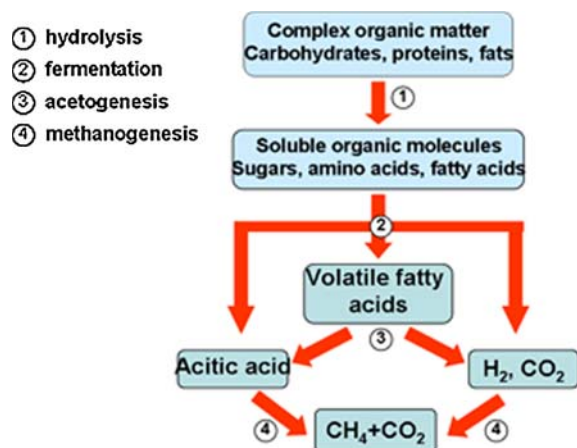 ① hydrolysis
② fermentation
③ acetogenesis
④ methanogenesis
Complex organic matter
Carbohydrates, proteins, fats
①
Soluble organic molecules
Sugars, amino acids, fatty acids
②
Volatile fatty
acids
③
Acitic acid
H₂, CO₂
④
CH₄+CO₂
④